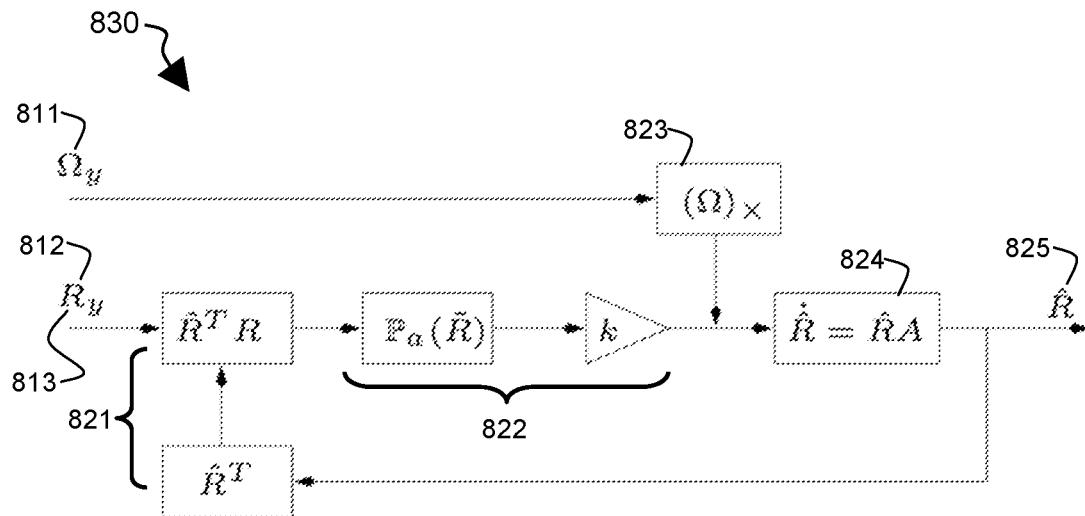 830
811
Ω_y
823
(Ω)×
812
R_y
813
R̂^T R
ℙ_a(R̃)
k
824
R̂̇ = R̂A
825
R̂
821
822
R̂^T